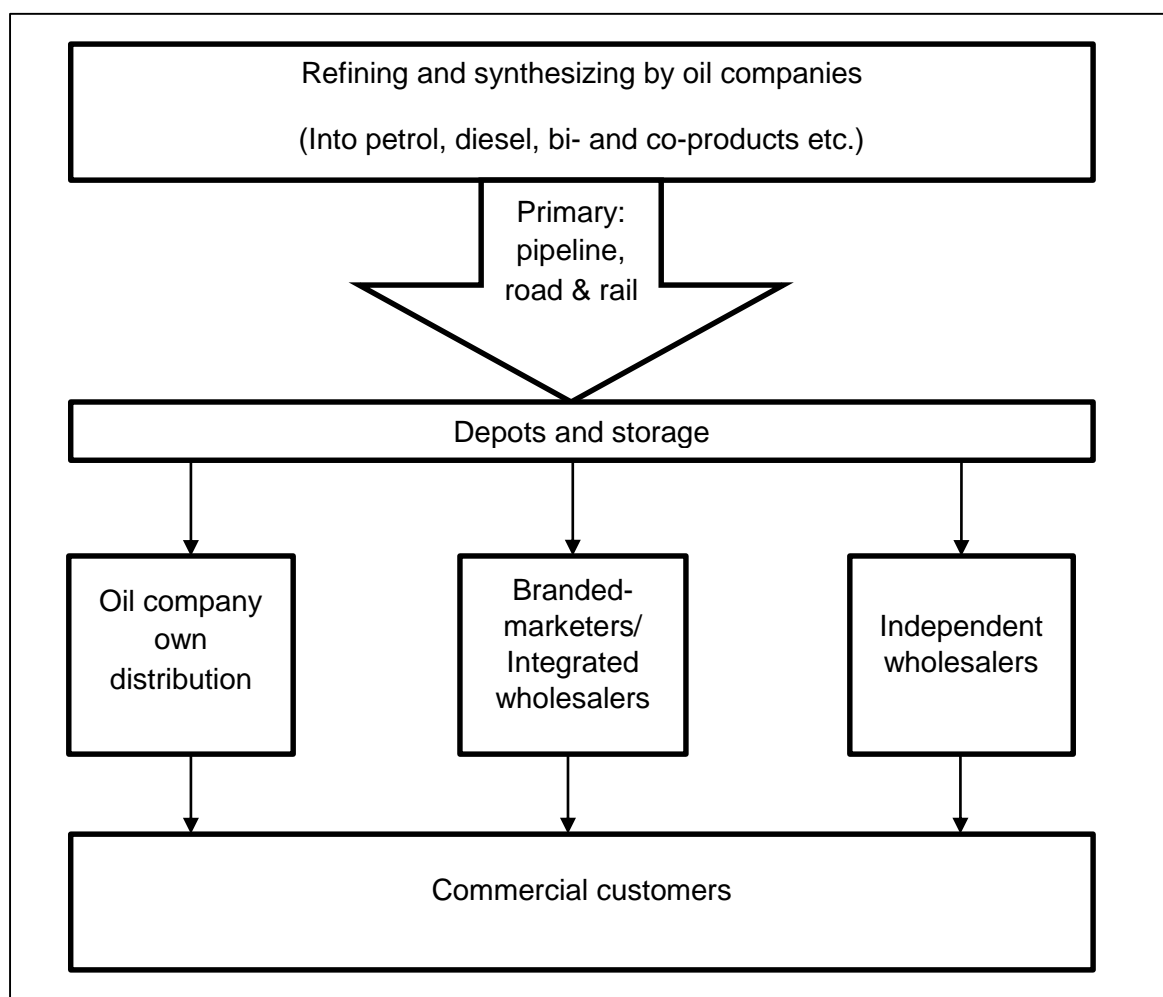 Refining and synthesizing by oil companies
(Into petrol, diesel, bi- and co-products etc.)
Primary:
pipeline,
road & rail
Depots and storage
Oil company
own
distribution
Branded-
marketers/
Integrated
wholesalers
Independent
wholesalers
Commercial customers